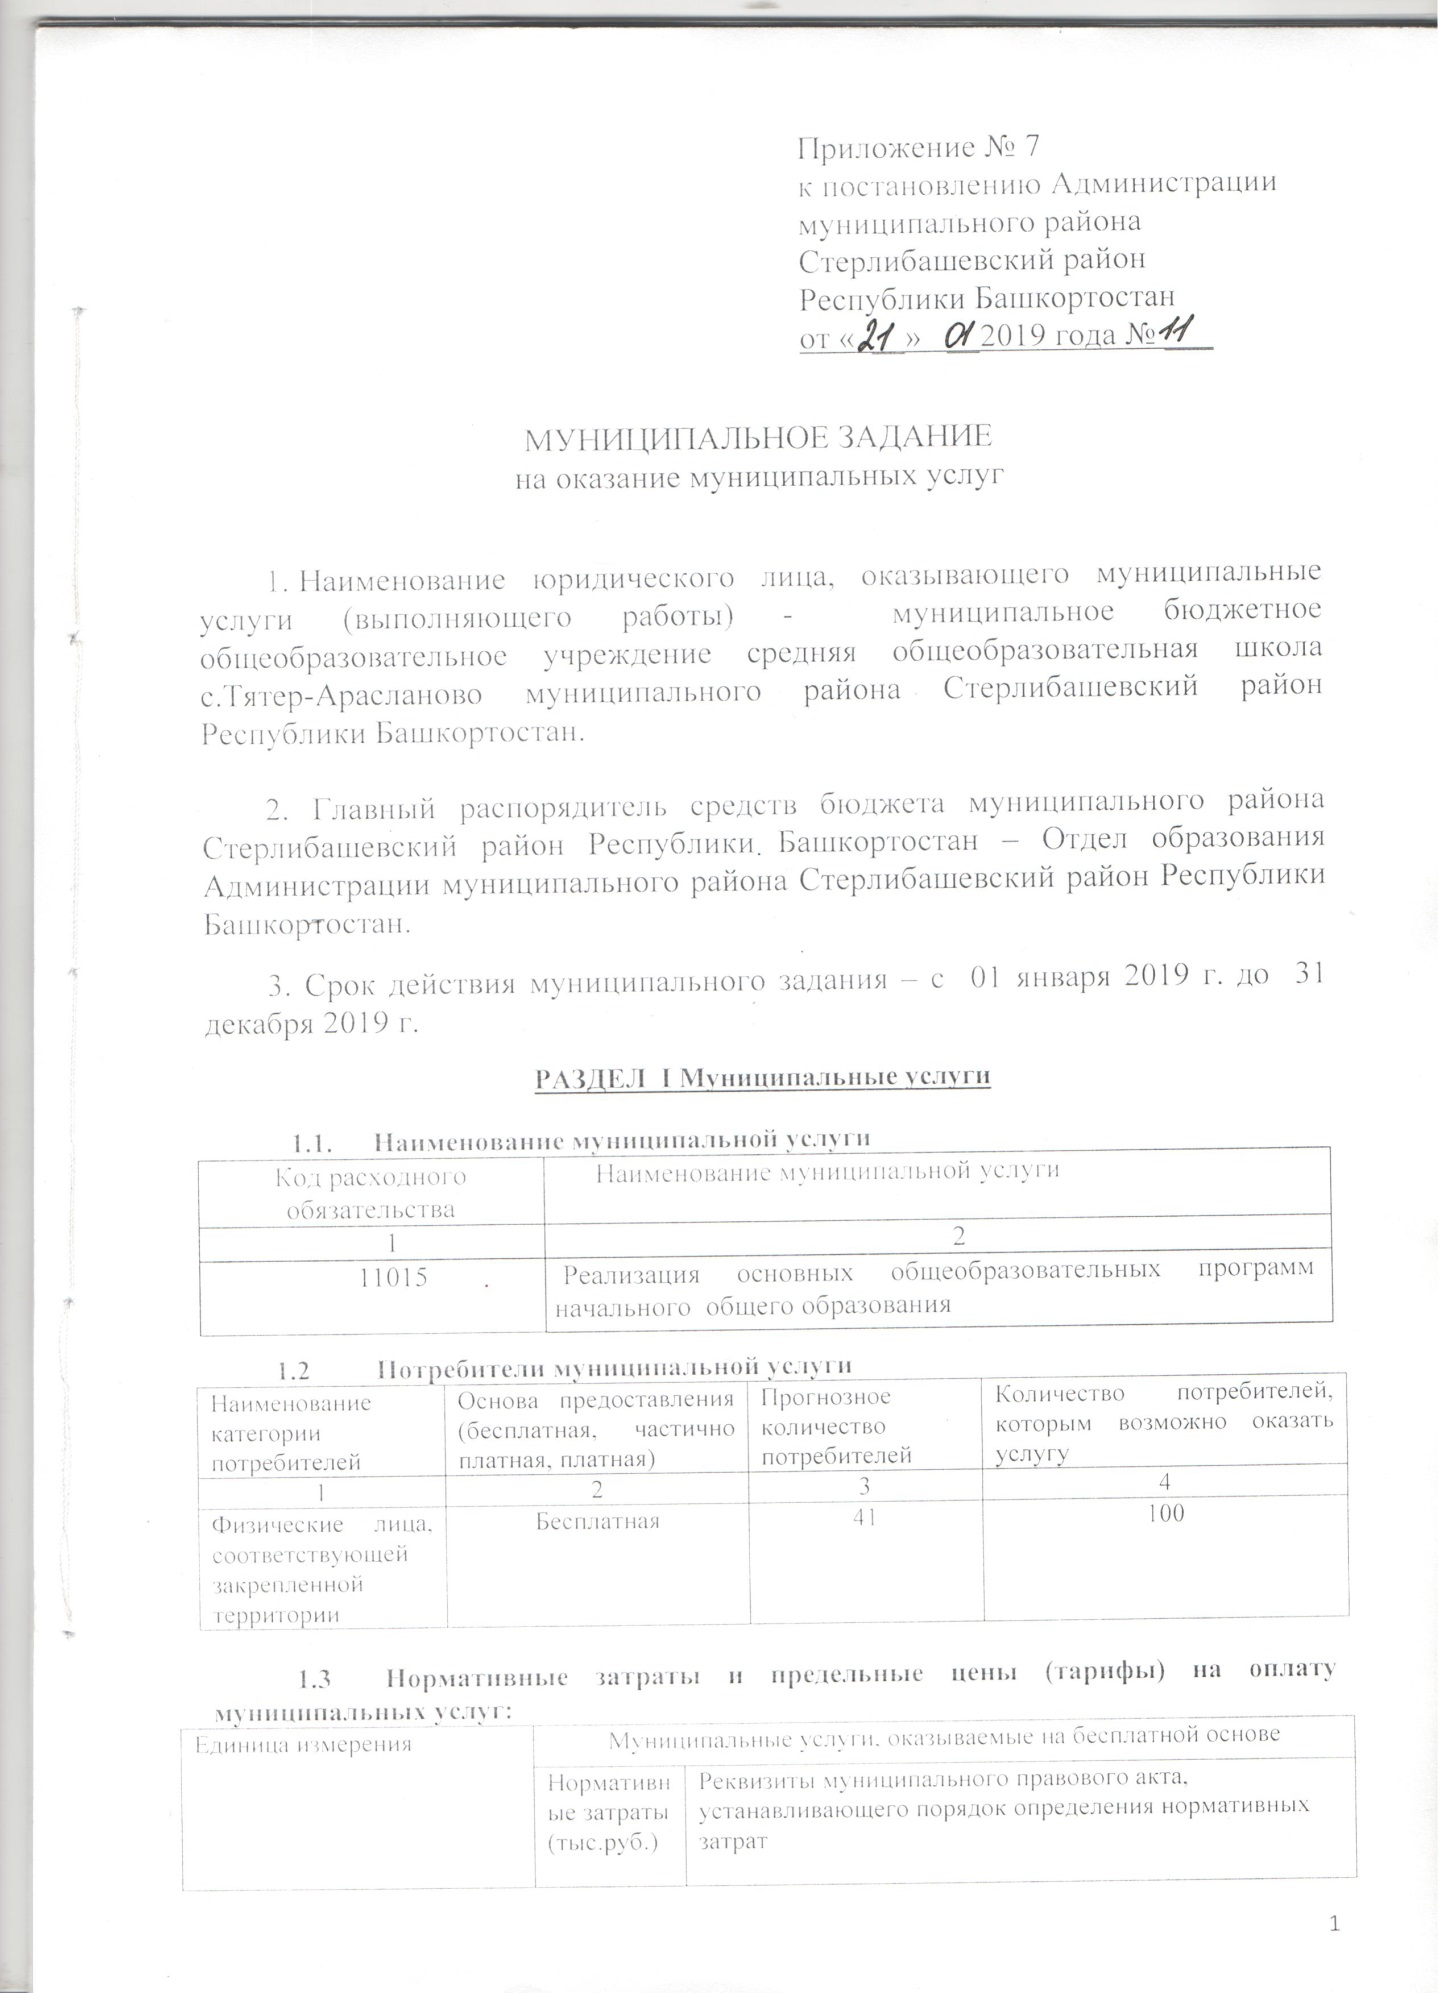 Приложение № 7
к постановлению Администрации
муниципального района
Стерлибашевский район
Республики Башкортостан
от «21» 01 2019 года № 11
МУНИЦИПАЛЬНОЕ ЗАДАНИЕ
на оказание муниципальных услуг
1. Наименование юридического лица, оказывающего муниципальные
услуги (выполняющего работы) - муниципальное бюджетное
общеобразовательное учреждение средняя общеобразовательная школа
с.Тятер-Арасланово муниципального района Стерлибашевский район
Республики Башкортостан.
2. Главный распорядитель средств бюджета муниципального района
Стерлибашевский район Республики Башкортостан – Отдел образования
Администрации муниципального района Стерлибашевский район Республики
Башкортостан.
3. Срок действия муниципального задания – с 01 января 2019 г. до 31
декабря 2019 г.
РАЗДЕЛ I Муниципальные услуги
1.1. Наименование муниципальной услуги
Код расходного
обязательства
Наименование муниципальной услуги
1
2
11015
Реализация основных общеобразовательных программ
начального общего образования
1.2 Потребители муниципальной услуги
Наименование
категории
потребителей
Основа предоставления
(бесплатная, частично
платная, платная)
Прогнозное
количество
потребителей
Количество потребителей,
которым возможно оказать
услугу
1
2
3
4
Физические лица,
соответствующей
закрепленной
территории
Бесплатная
41
100
1.3 Нормативные затраты и предельные цены (тарифы) на оплату
муниципальных услуг:
Единица измерения
Муниципальные услуги, оказываемые на бесплатной основе
Нормативн
ые затраты
(тыс.руб.)
Реквизиты муниципального правового акта,
устанавливающего порядок определения нормативных
затрат
1